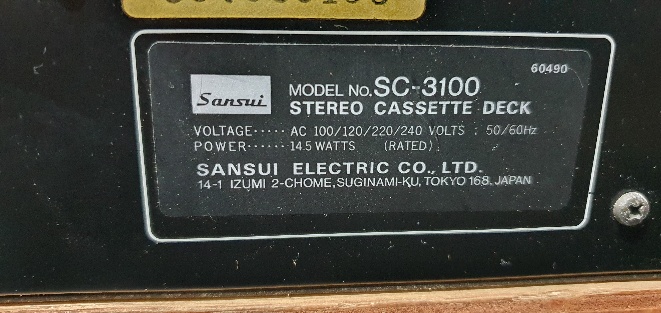 60490
Sansui
MODEL No. SC-3100
STEREO CASSETTE DECK
VOLTAGE ····· AC 100/120/220/240 VOLTS : 50/60Hz
POWER ······ 14.5 WATTS (RATED)
SANSUI ELECTRIC CO., LTD.
14-1 IZUMI 2-CHOME, SUGINAMI-KU, TOKYO 168. JAPAN